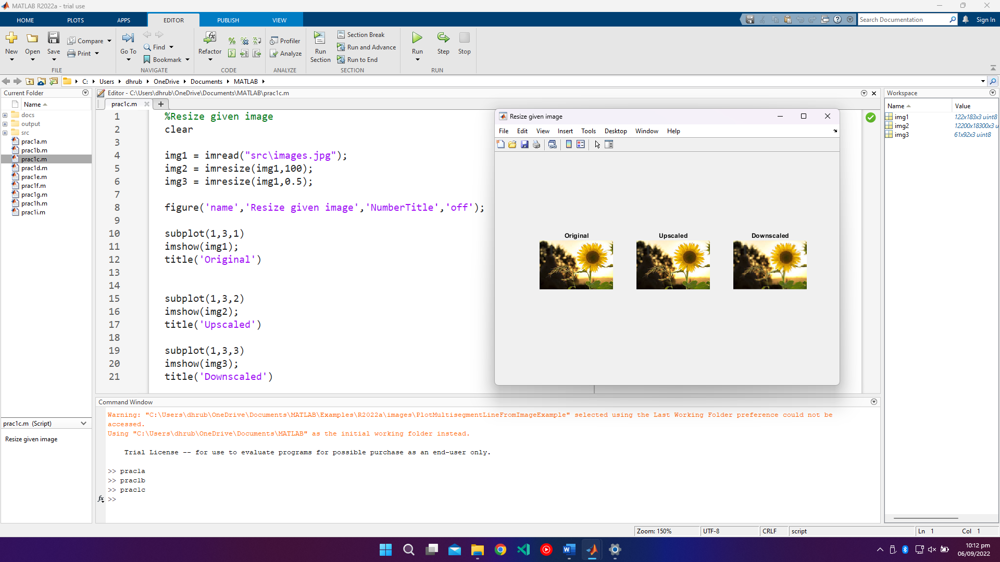 MATLAB R2022a - trial use
HOME PLOTS APPS EDITOR PUBLISH VIEW
Search Documentation
Sign In
New Open Save
Compare
Print
FILE
Go To
Find
Bookmark
NAVIGATE
Refactor
CODE
Profiler
Analyze
ANALYZE
Run Section
Section Break
Run and Advance
Run to End
SECTION
Run Step Stop
RUN
C: Users dhrub OneDrive Documents MATLAB
Current Folder
Name
docs
output
src
prac1a.m
prac1b.m
prac1c.m
prac1d.m
prac1e.m
prac1f.m
prac1g.m
prac1h.m
prac1i.m
prac1c.m (Script)
Resize given image
Editor - C:\Users\dhrub\OneDrive\Documents\MATLAB\prac1c.m
prac1c.m
1 %Resize given image
2 clear
3
4 img1 = imread("src\images.jpg");
5 img2 = imresize(img1,100);
6 img3 = imresize(img1,0.5);
7
8 figure('name','Resize given image','NumberTitle','off');
9
10 subplot(1,3,1)
11 imshow(img1);
12 title('Original')
13
14
15 subplot(1,3,2)
16 imshow(img2);
17 title('Upscaled')
18
19 subplot(1,3,3)
20 imshow(img3);
21 title('Downscaled')
Resize given image
File Edit View Insert Tools Desktop Window Help
Original Upscaled Downscaled
Workspace
Name Value
img1 122x183x3 uint8
img2 12200x18300x3 u
img3 61x92x3 uint8
Command Window
Warning: "C:\Users\dhrub\OneDrive\Documents\MATLAB\Examples\R2022a\images\PlotMultisegmentLineFromImageExample" selected using the Last Working Folder preference could not be
accessed.
Using "C:\Users\dhrub\OneDrive\Documents\MATLAB" as the initial working folder instead.
Trial License -- for use to evaluate programs for possible purchase as an end-user only.
>> prac1a
>> prac1b
>> prac1c
fx >>
Zoom: 150% UTF-8 CRLF script Ln 1 Col 1
10:12 pm
06/09/2022